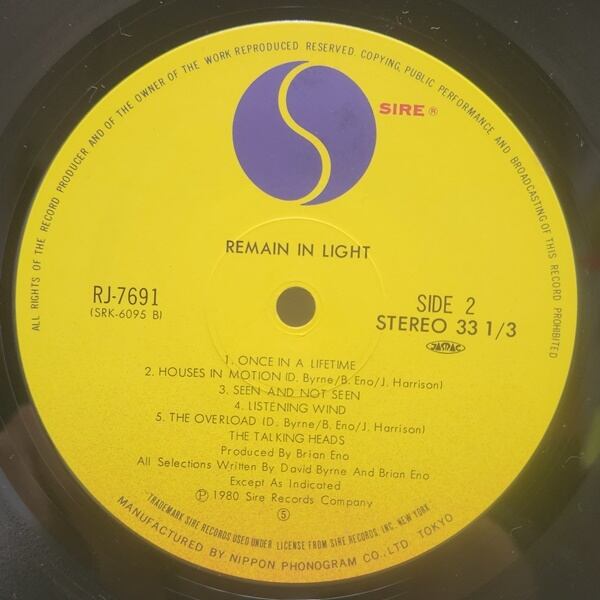 ALL RIGHTS OF THE RECORD PRODUCER AND OF THE OWNER OF THE WORK REPRODUCED RESERVED. COPYING, PUBLIC PERFORMANCE AND BROADCASTING OF THIS RECORD PROHIBITED
SIRE ®
REMAIN IN LIGHT
RJ-7691
(SRK-6095 B)
SIDE 2
STEREO 33 1/3
JASRAC
1. ONCE IN A LIFETIME
2. HOUSES IN MOTION (D. Byrne/B. Eno/J. Harrison)
3. SEEN AND NOT SEEN
4. LISTENING WIND
5. THE OVERLOAD (D. Byrne/B. Eno/J. Harrison)
THE TALKING HEADS
Produced By Brian Eno
All Selections Written By David Byrne And Brian Eno
Except As Indicated
Ⓟ 1980 Sire Records Company
⑤
"TRADEMARK SIRE RECORDS USED UNDER LICENSE FROM SIRE RECORDS, INC. NEW YORK"
MANUFACTURED BY NIPPON PHONOGRAM CO., LTD. TOKYO